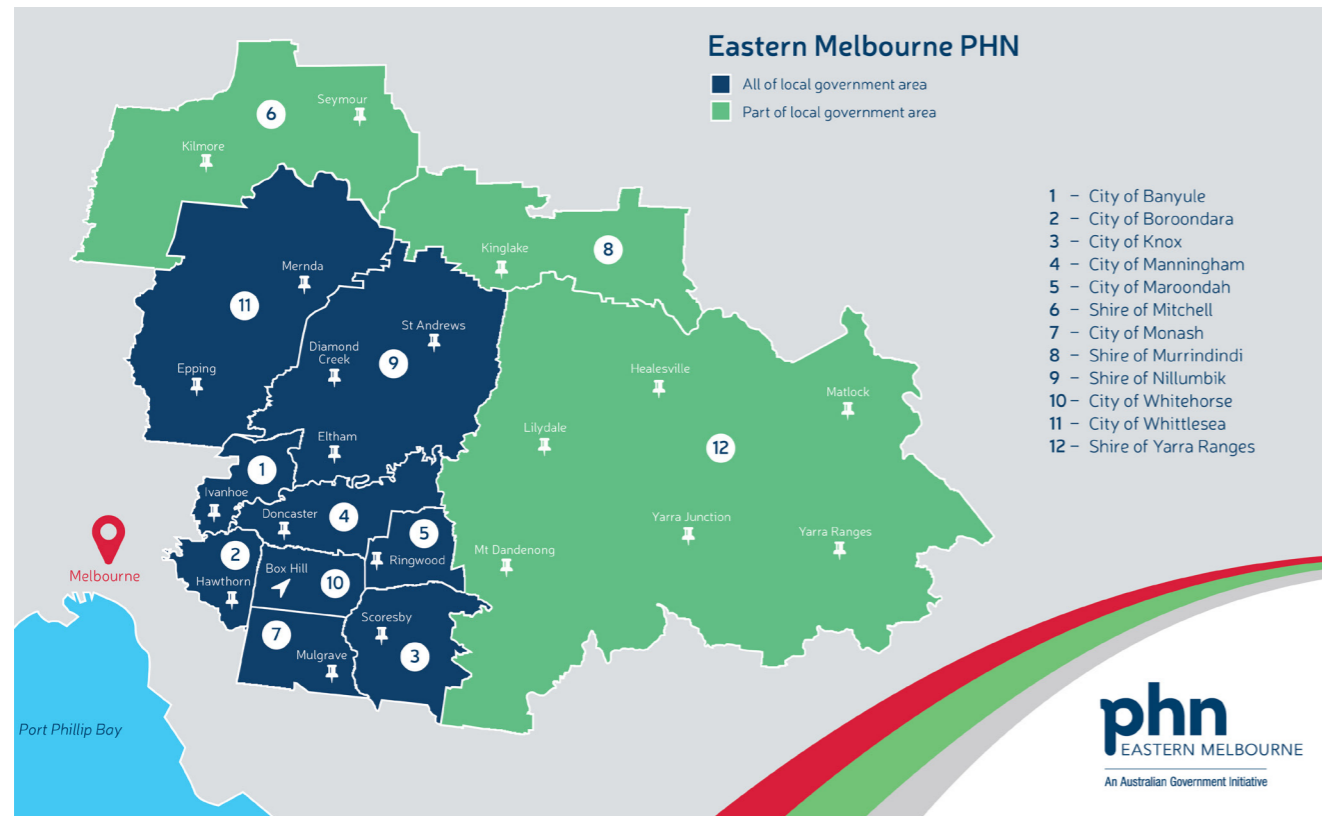 Eastern Melbourne PHN
All of local government area
Part of local government area
1 – City of Banyule
2 – City of Boroondara
3 – City of Knox
4 – City of Manningham
5 – City of Maroondah
6 – Shire of Mitchell
7 – City of Monash
8 – Shire of Murrindindi
9 – Shire of Nillumbik
10 – City of Whitehorse
11 – City of Whittlesea
12 – Shire of Yarra Ranges
Seymour
6
Kilmore
Kinglake
8
Mernda
11
St Andrews
Diamond
Creek
9
Epping
Healesville
Matlock
Lilydale
12
Eltham
1
Ivanhoe
Doncaster
4
5
Yarra Junction
Yarra Ranges
Mt Dandenong
Ringwood
2
Hawthorn
Box Hill
10
Melbourne
Scoresby
7
Mulgrave
3
Port Phillip Bay
phn
EASTERN MELBOURNE
An Australian Government Initiative